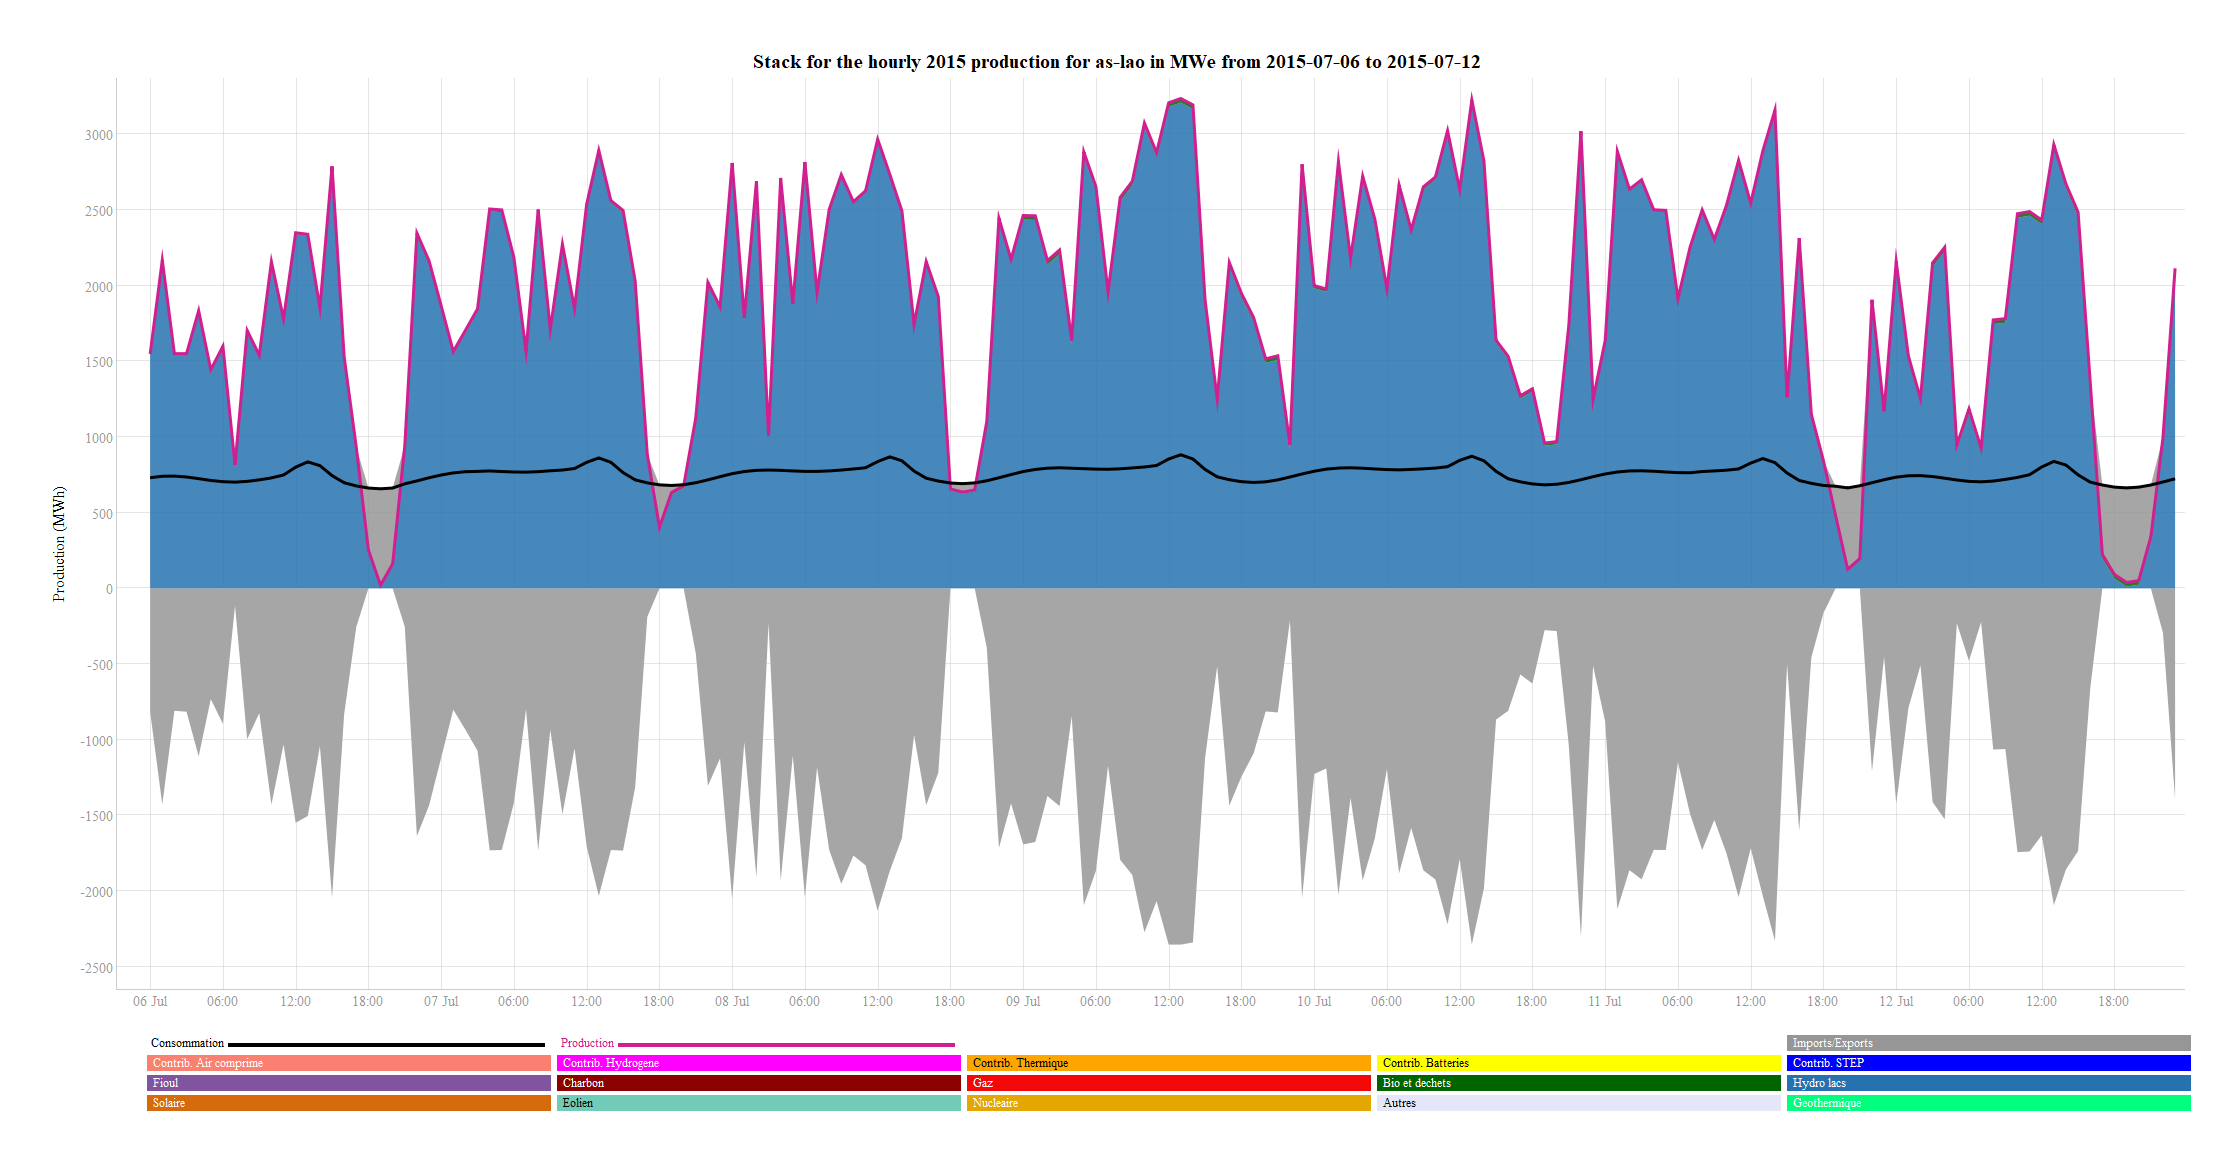 Stack for the hourly 2015 production for as-lao in MWe from 2015-07-06 to 2015-07-12
Production (MWh)
3000
2500
2000
1500
1000
500
0
-500
-1000
-1500
-2000
-2500
06 Jul 06:00 12:00 18:00 07 Jul 06:00 12:00 18:00 08 Jul 06:00 12:00 18:00 09 Jul 06:00 12:00 18:00 10 Jul 06:00 12:00 18:00 11 Jul 06:00 12:00 18:00 12 Jul 06:00 12:00 18:00
Consommation Production Imports/Exports
Contrib. Air comprime Contrib. Hydrogene Contrib. Thermique Contrib. Batteries Contrib. STEP
Fioul Charbon Gaz Bio et dechets Hydro lacs
Solaire Eolien Nucleaire Autres Geothermique